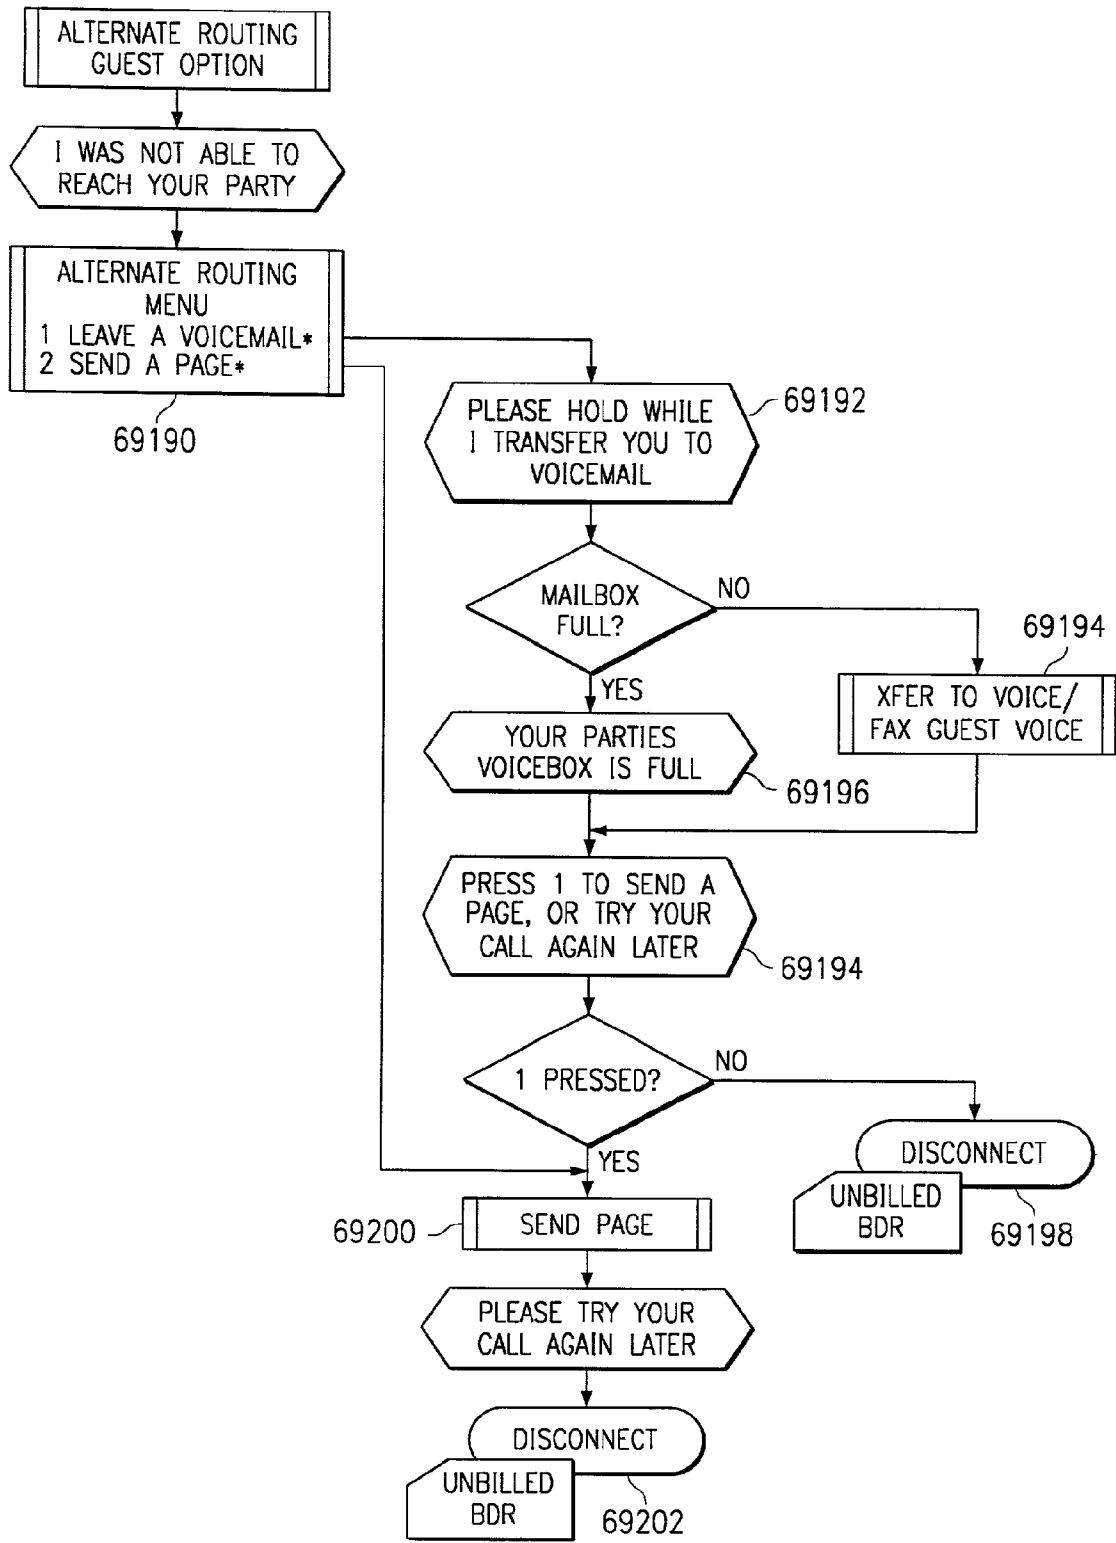 ALTERNATE ROUTING
GUEST OPTION
I WAS NOT ABLE TO
REACH YOUR PARTY
ALTERNATE ROUTING
MENU
1 LEAVE A VOICEMAIL*
2 SEND A PAGE*
69190
PLEASE HOLD WHILE
I TRANSFER YOU TO
VOICEMAIL
69192
MAILBOX
FULL?
NO
YES
69194
XFER TO VOICE/
FAX GUEST VOICE
YOUR PARTIES
VOICEBOX IS FULL
69196
PRESS 1 TO SEND A
PAGE, OR TRY YOUR
CALL AGAIN LATER
69194
1 PRESSED?
NO
YES
DISCONNECT
UNBILLED
BDR
69198
69200
SEND PAGE
PLEASE TRY YOUR
CALL AGAIN LATER
DISCONNECT
UNBILLED
BDR
69202